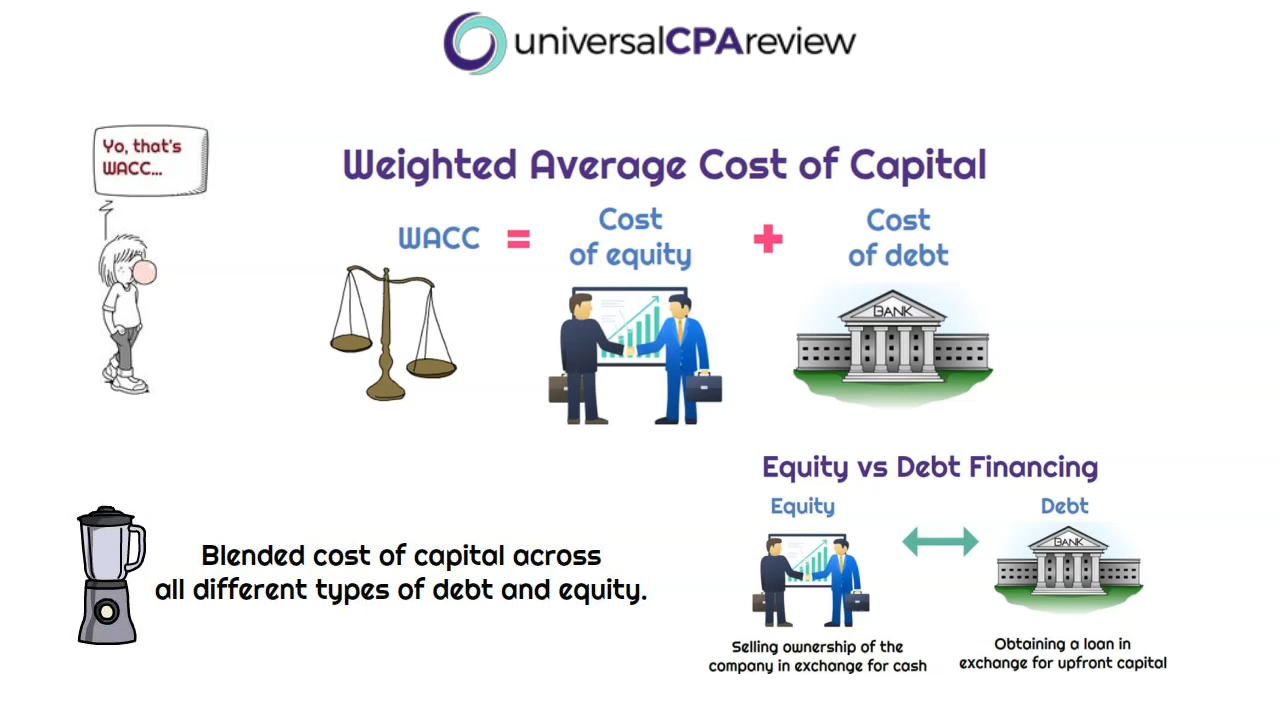 universalCPAreview
Yo, that's
WACC...
Weighted Average Cost of Capital
WACC = Cost of equity + Cost of debt
BANK
Blended cost of capital across
all different types of debt and equity.
Equity vs Debt Financing
Equity
Debt
BANK
Selling ownership of the
company in exchange for cash
Obtaining a loan in
exchange for upfront capital